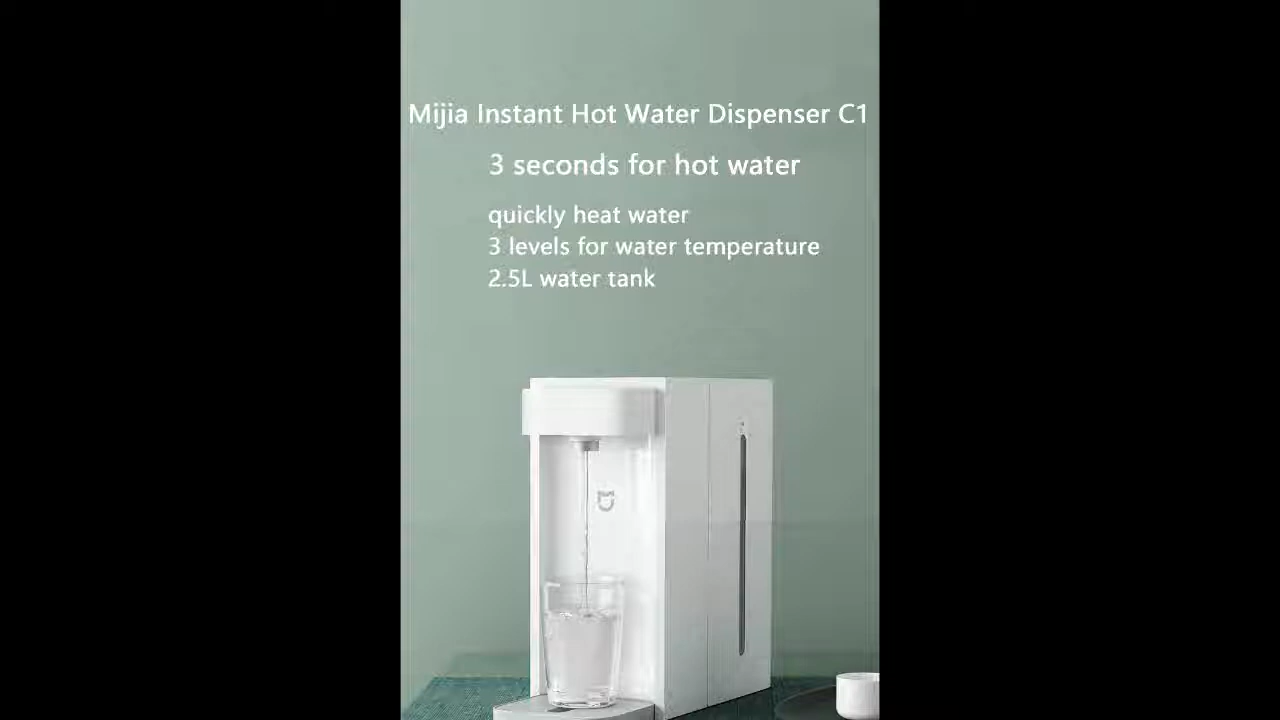 Mijia Instant Hot Water Dispenser C1
3 seconds for hot water
quickly heat water
3 levels for water temperature
2.5L water tank